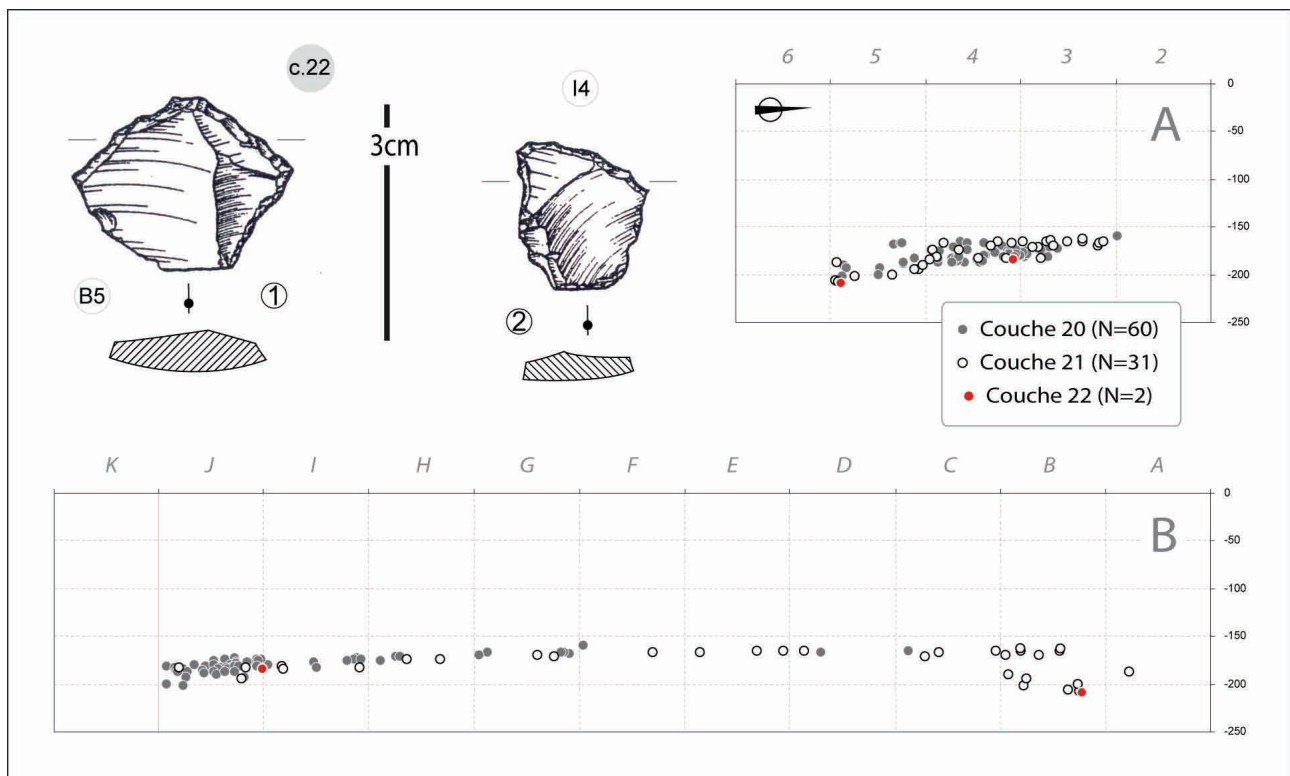 c.22
I4
3cm
B5
1
2
6 5 4 3 2
A
0
-50
-100
-150
-200
-250
Couche 20 (N=60)
Couche 21 (N=31)
Couche 22 (N=2)
K J I H G F E D C B A
B
0
-50
-100
-150
-200
-250